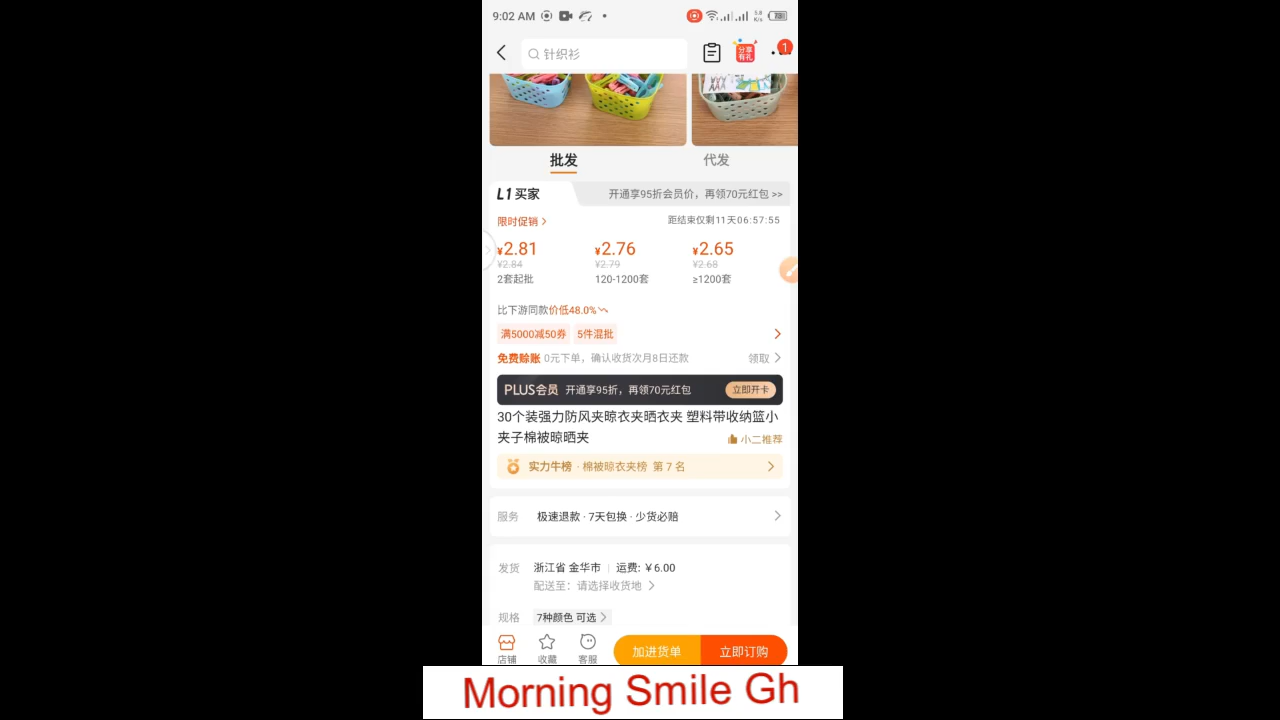 9:02 AM
5.8 K/s
78
针织衫
分享有礼
1
批发
代发
L1 买家
开通享95折会员价，再领70元红包 >>
限时促销
距结束仅剩11天06:57:55
¥2.81
¥2.76
¥2.65
¥2.84
¥2.79
¥2.68
2套起批
120-1200套
≥1200套
比下游同款价低48.0%
满5000减50券
5件混批
免费赊账 0元下单，确认收货次月8日还款
领取
PLUS会员 开通享95折，再领70元红包
立即开卡
30个装强力防风夹晾衣夹晒衣夹 塑料带收纳篮小
夹子棉被晾晒夹
小二推荐
实力牛榜 · 棉被晾衣夹榜 第 7 名
服务
极速退款 · 7天包换 · 少货必赔
发货
浙江省 金华市 | 运费: ¥6.00
配送至：请选择收货地
规格
7种颜色 可选
店铺
收藏
客服
加进货单
立即订购
Morning Smile Gh